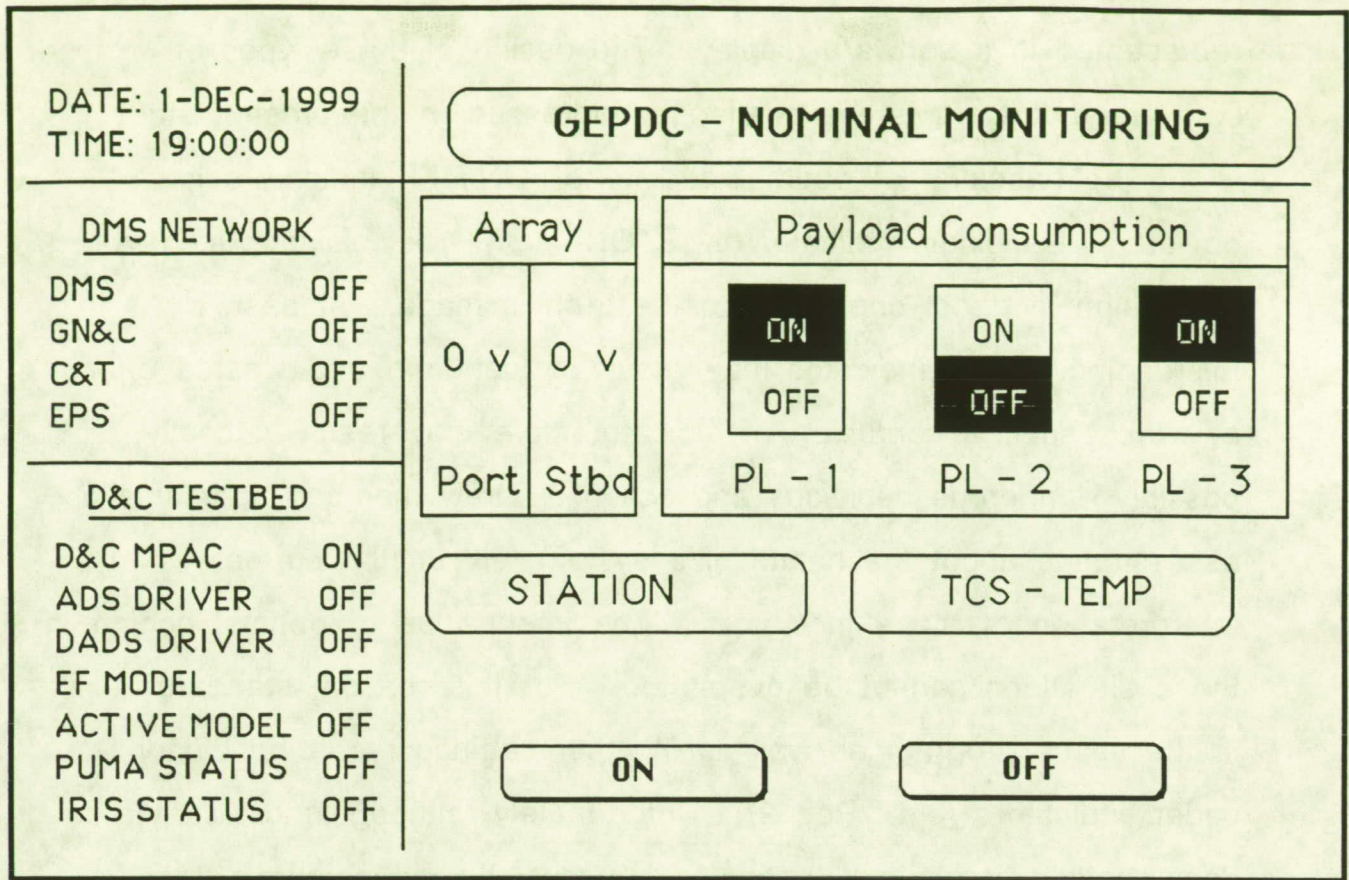 DATE: 1-DEC-1999
TIME: 19:00:00
GEPDC - NOMINAL MONITORING
DMS NETWORK
DMS OFF
GN&C OFF
C&T OFF
EPS OFF
D&C TESTBED
D&C MPAC ON
ADS DRIVER OFF
DADS DRIVER OFF
EF MODEL OFF
ACTIVE MODEL OFF
PUMA STATUS OFF
IRIS STATUS OFF
Array
0 v 0 v
Port Stbd
Payload Consumption
ON ON ON
OFF OFF OFF
PL - 1 PL - 2 PL - 3
STATION TCS - TEMP
ON OFF